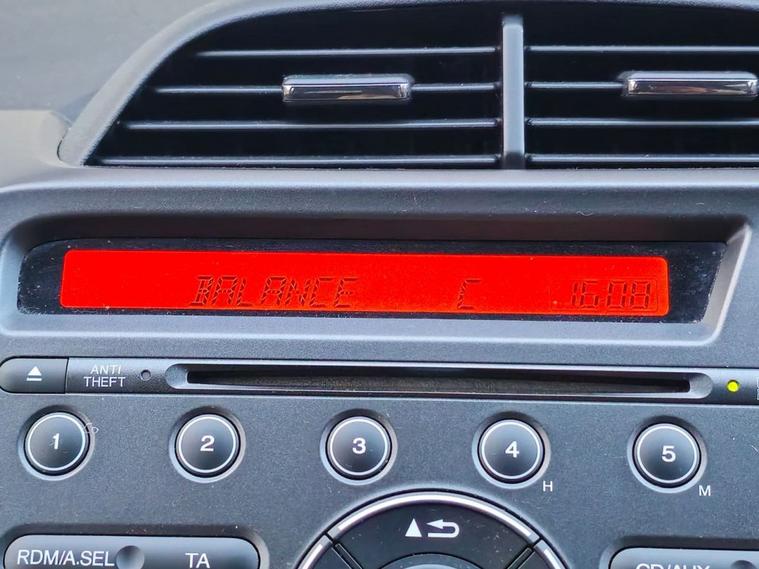 BALANCE C 16:08
ANTI
THEFT
1 2 3 4 5
H M
RDM/A.SEL TA